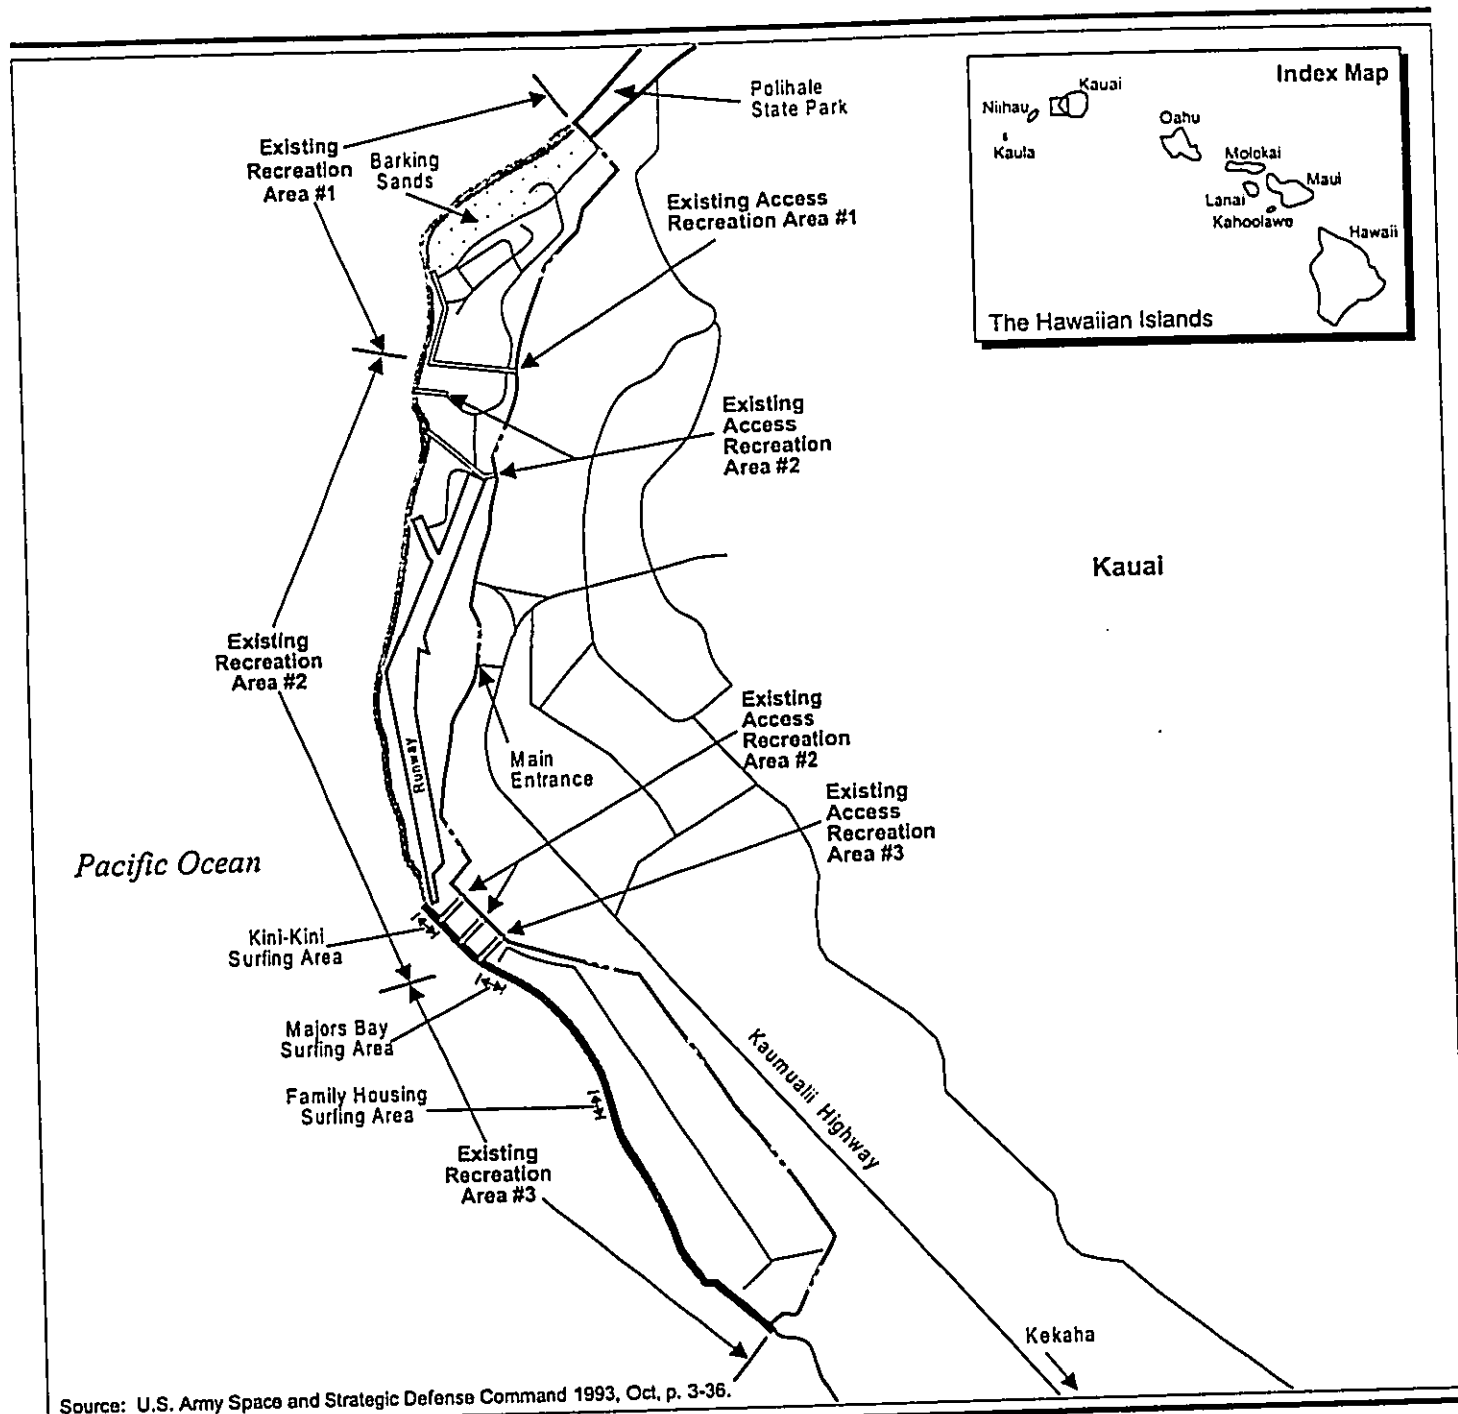 Index Map
Kauai
Niihau
Kaula
Oahu
Molokai
Maui
Lanai
Kahoolawe
Hawaii
The Hawaiian Islands
Polihale
State Park
Existing
Recreation
Area #1
Barking
Sands
Existing Access
Recreation Area #1
Existing
Access
Recreation
Area #2
Kauai
Existing
Recreation
Area #2
Existing
Access
Recreation
Area #2
Runway
Main
Entrance
Existing
Access
Recreation
Area #3
Pacific Ocean
Kini-Kini
Surfing Area
Majors Bay
Surfing Area
Kaumualii Highway
Family Housing
Surfing Area
Existing
Recreation
Area #3
Kekaha
Source: U.S. Army Space and Strategic Defense Command 1993, Oct, p. 3-36.